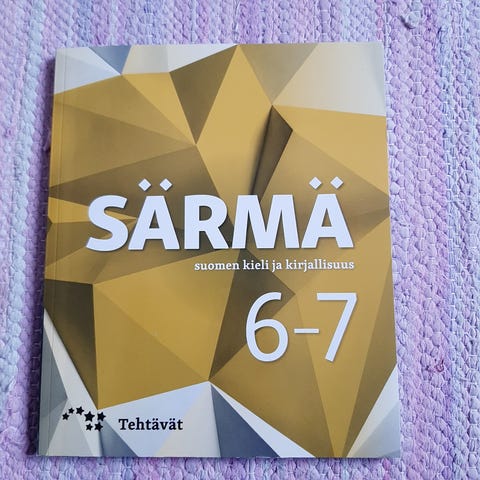 SÄRMÄ
suomen kieli ja kirjallisuus
6–7
Tehtävät